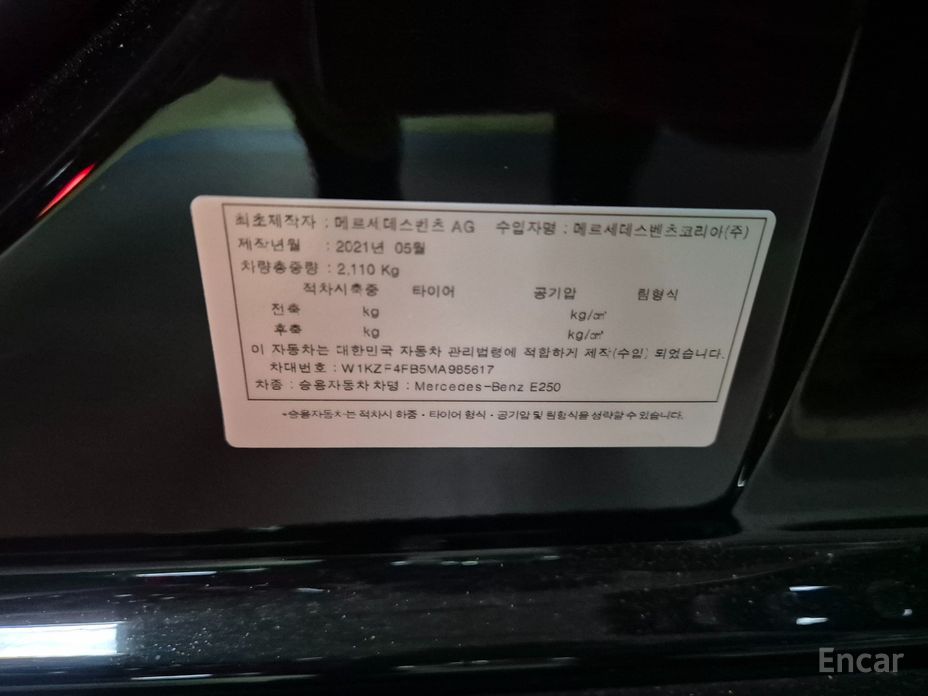 최초제작자 : 메르세데스벤츠 AG 수입자명 : 메르세데스벤츠코리아(주)
제작년월 : 2021년 05월
차량총중량 : 2,110 Kg
적차시축중 타이어 공기압 림형식
전축 kg kg/㎠
후축 kg kg/㎠
이 자동차는 대한민국 자동차 관리법령에 적합하게 제작(수입) 되었습니다.
차대번호 : W1KZF4FB5MA985617
차종 : 승용자동차 차명 : Mercedes-Benz E250
*승용자동차는 적차시 하중・타이어 형식・공기압 및 림형식을 생략할 수 있습니다.
Encar